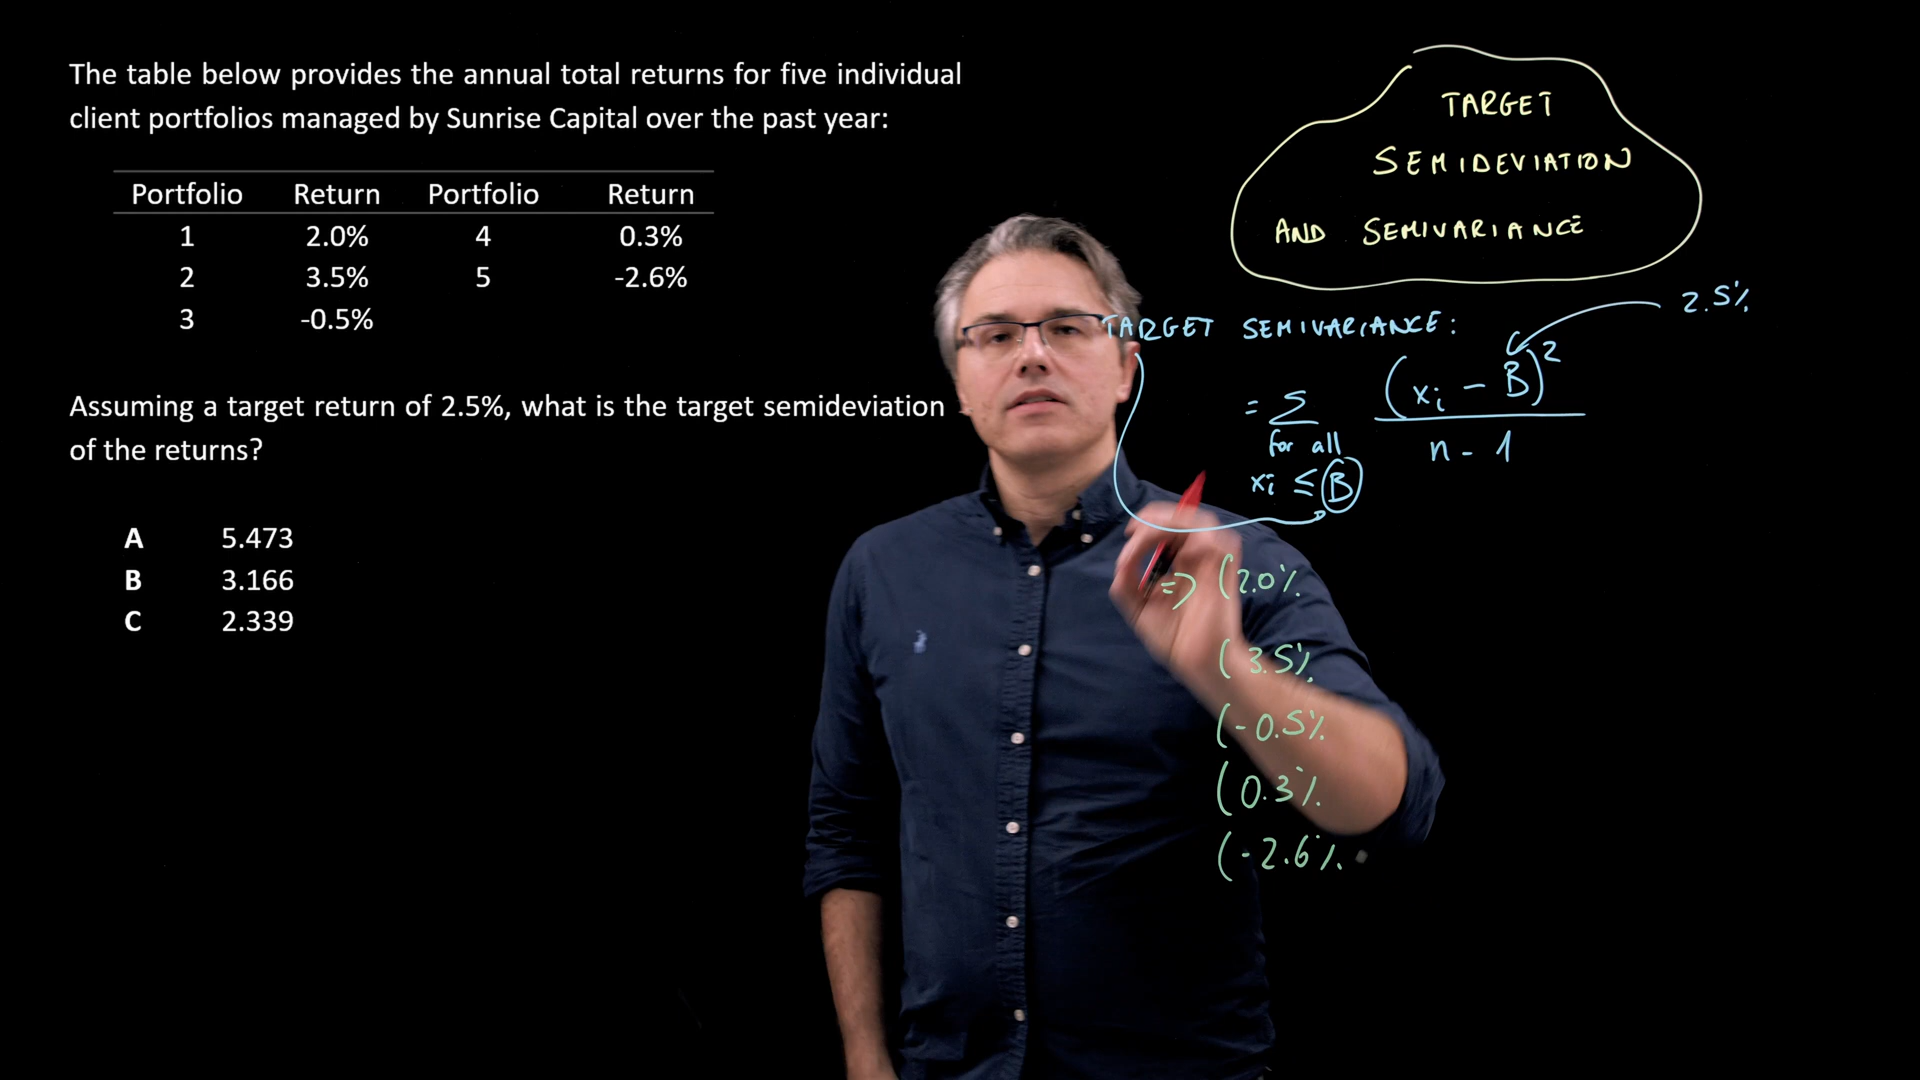 The table below provides the annual total returns for five individual
client portfolios managed by Sunrise Capital over the past year:
Portfolio Return Portfolio Return
1 2.0% 4 0.3%
2 3.5% 5 -2.6%
3 -0.5%
Assuming a target return of 2.5%, what is the target semideviation
of the returns?
A 5.473
B 3.166
C 2.339
TARGET
SEMIDEVIATION
AND SEMIVARIANCE
2.5%
TARGET SEMIVARIANCE:
= Σ (xi - B)²
for all n - 1
xi ≤ B
=> (2.0%
(3.5%
(-0.5%
(0.3%
(-2.6%